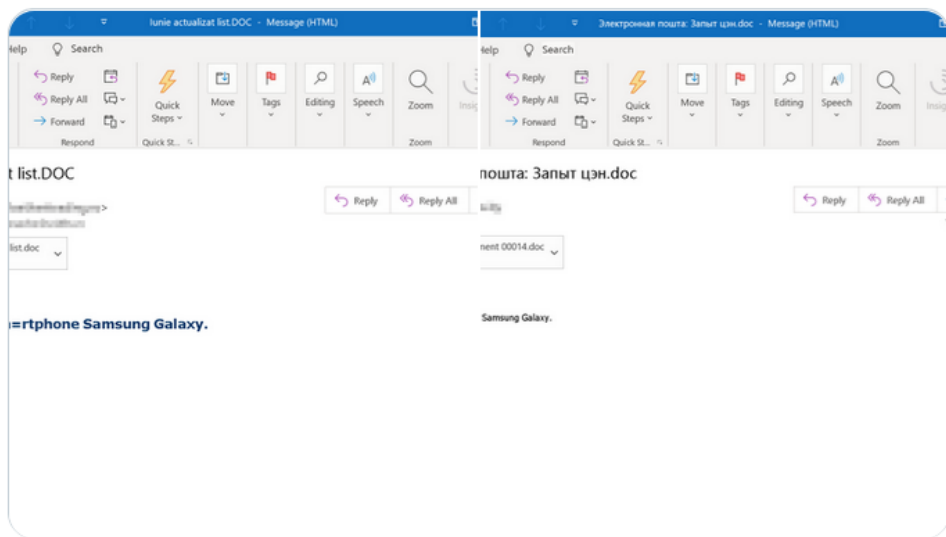 Iunie actualizat list.DOC - Message (HTML)
Help Search
Reply
Reply All
Forward
Respond
Quick Steps
Quick St...
Move
Tags
Editing
Speech
Zoom
Zoom
t list.DOC
Reply Reply All
list.doc
=rtphone Samsung Galaxy.
Электронная пошта: Запыт цэн.doc - Message (HTML)
Help Search
Reply
Reply All
Forward
Respond
Quick Steps
Quick St...
Move
Tags
Editing
Speech
Zoom
Zoom
пошта: Запыт цэн.doc
Reply Reply All
ment 00014.doc
Samsung Galaxy.